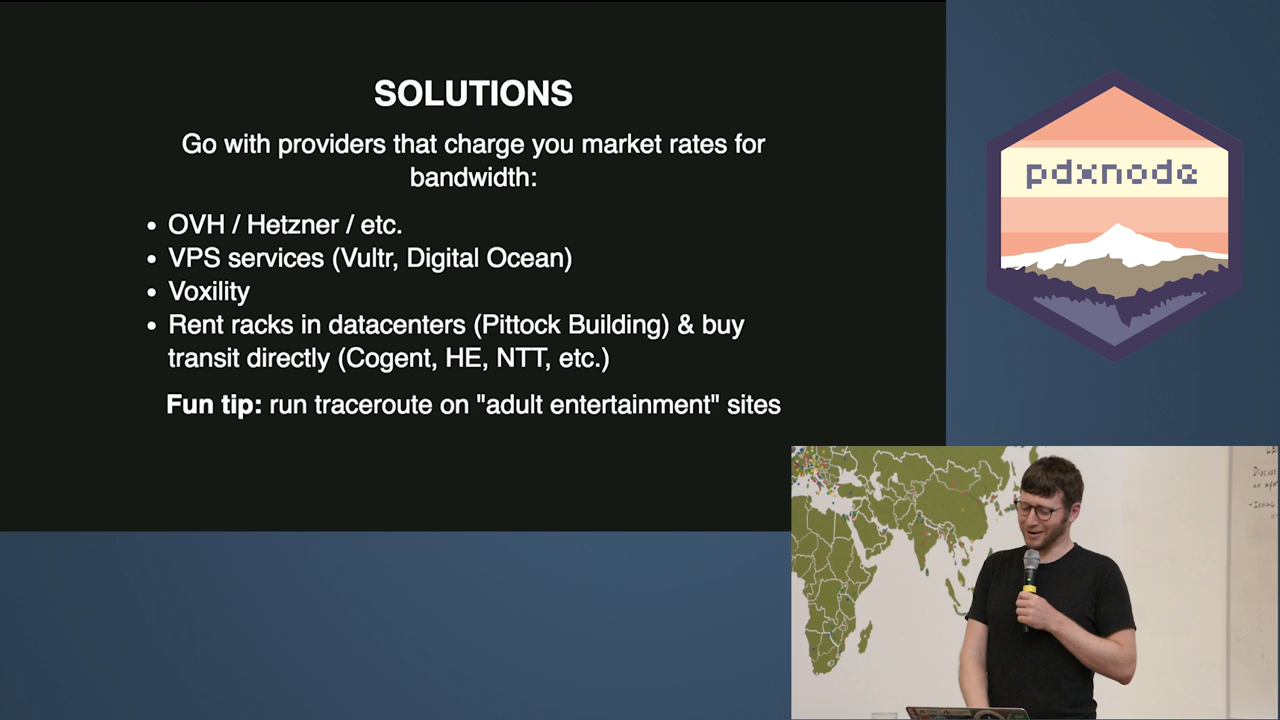 SOLUTIONS
Go with providers that charge you market rates for
bandwidth:
• OVH / Hetzner / etc.
• VPS services (Vultr, Digital Ocean)
• Voxility
• Rent racks in datacenters (Pittock Building) & buy
transit directly (Cogent, HE, NTT, etc.)
Fun tip: run traceroute on "adult entertainment" sites
pdxnode